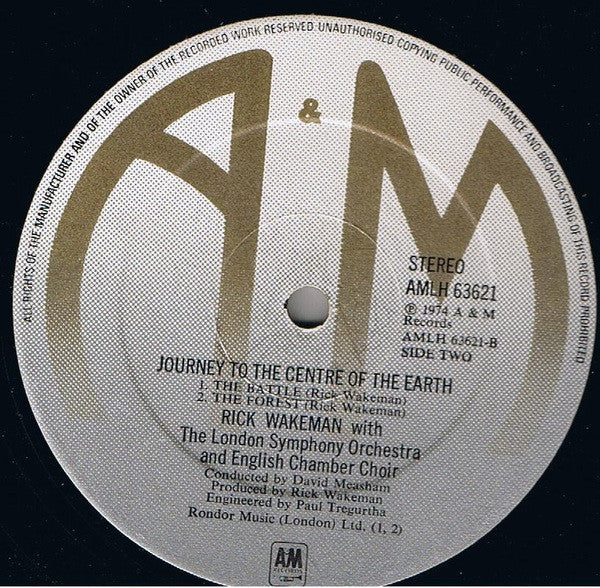 ALL RIGHTS OF THE MANUFACTURER AND OF THE OWNER OF THE RECORDED WORK RESERVED UNAUTHORISED COPYING PUBLIC PERFORMANCE AND BROADCASTING OF THIS RECORD PROHIBITED
A & M
STEREO
AMLH 63621
℗ 1974 A & M
Records
AMLH 63621-B
SIDE TWO
JOURNEY TO THE CENTRE OF THE EARTH
1. THE BATTLE (Rick Wakeman)
2. THE FOREST (Rick Wakeman)
RICK WAKEMAN with
The London Symphony Orchestra
and English Chamber Choir
Conducted by David Measham
Produced by Rick Wakeman
Engineered by Paul Tregurtha
Rondor Music (London) Ltd. (1, 2)
AM
RECORDS